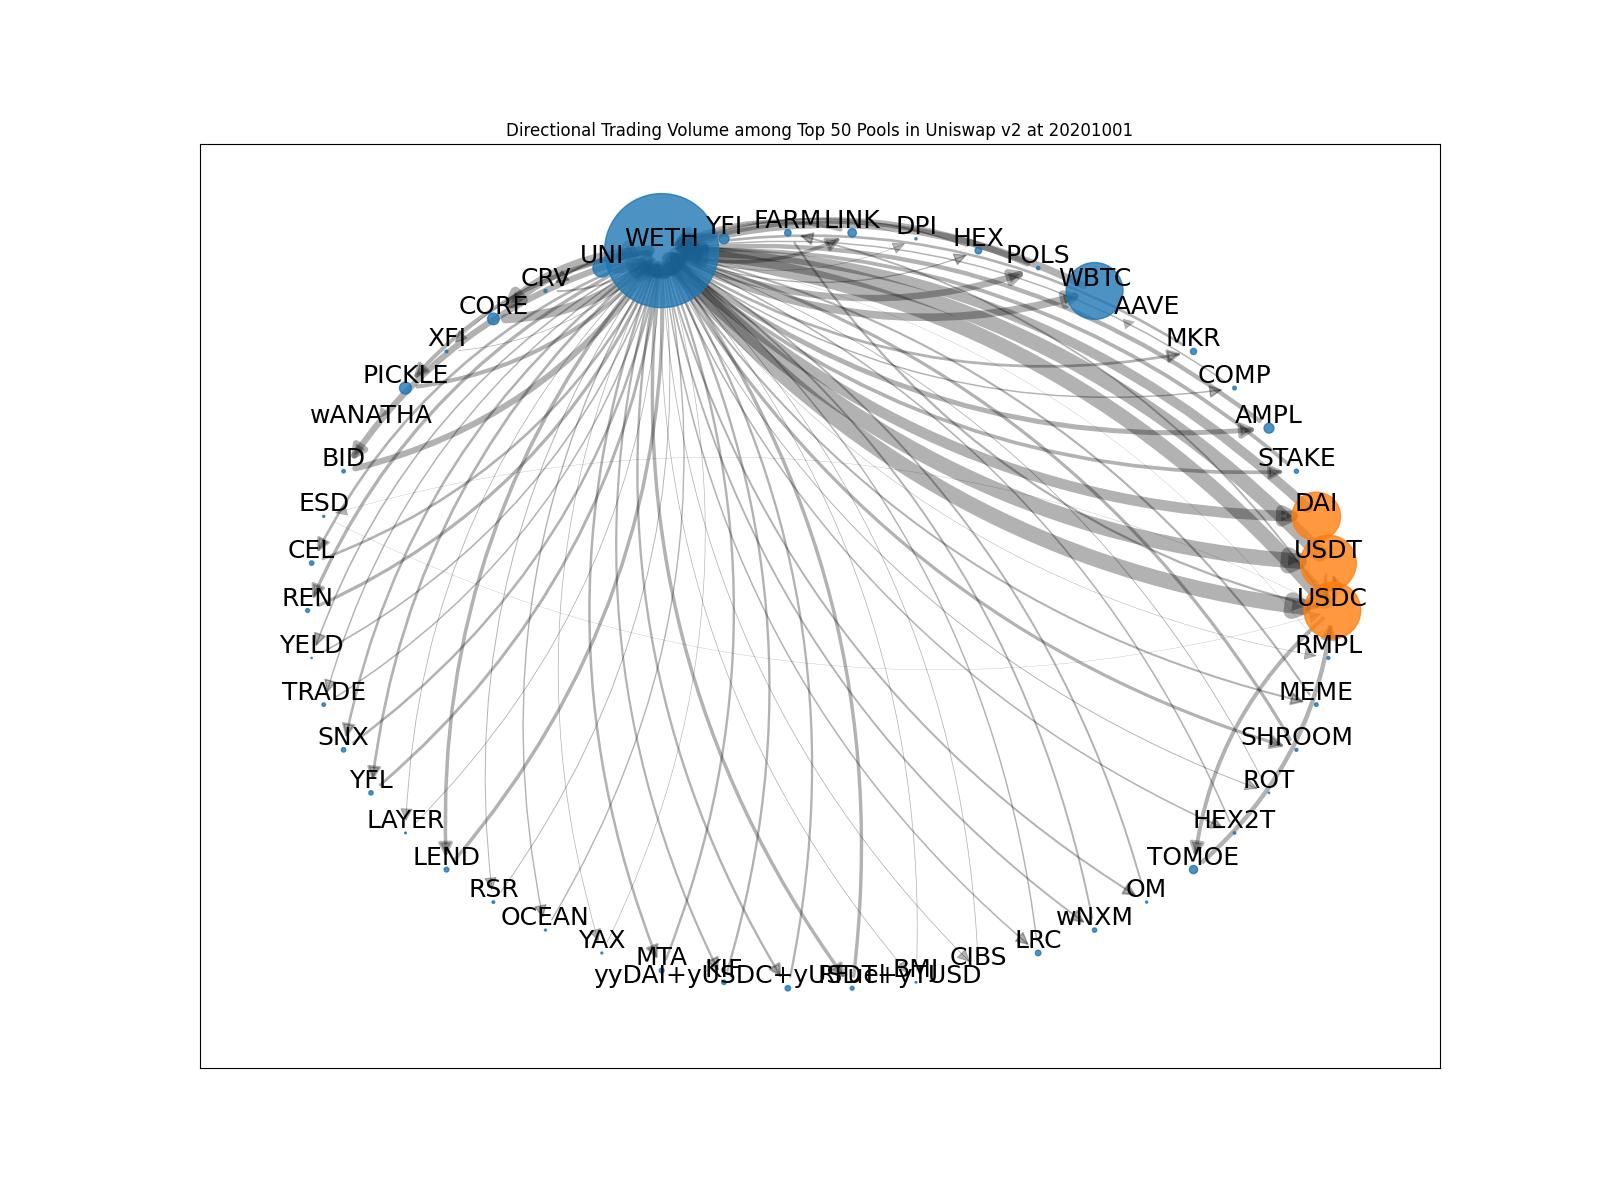 Directional Trading Volume among Top 50 Pools in Uniswap v2 at 20201001
WETH
YFI
FARM
LINK
DPI
HEX
POLS
WBTC
AAVE
MKR
COMP
AMPL
STAKE
DAI
USDT
USDC
RMPL
MEME
SHROOM
ROT
HEX2T
TOMOE
OM
wNXM
LRC
CIBS
BMI
yyDAI+yUSDC+yUSDT+yTUSD
MTA
YAX
OCEAN
RSR
LEND
LAYER
YFL
SNX
TRADE
YELD
REN
CEL
ESD
BID
wANATHA
PICKLE
XFI
CORE
CRV
UNI